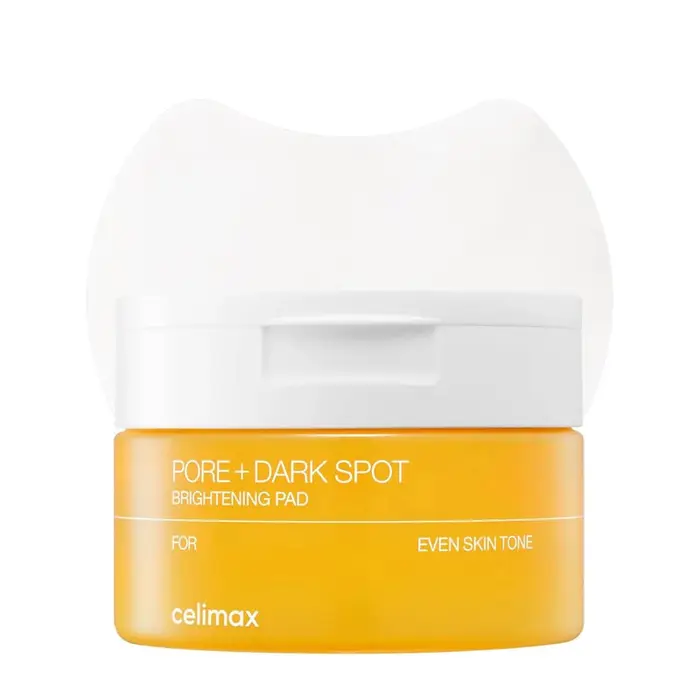 PORE + DARK SPOT
BRIGHTENING PAD
FOR EVEN SKIN TONE
celimax